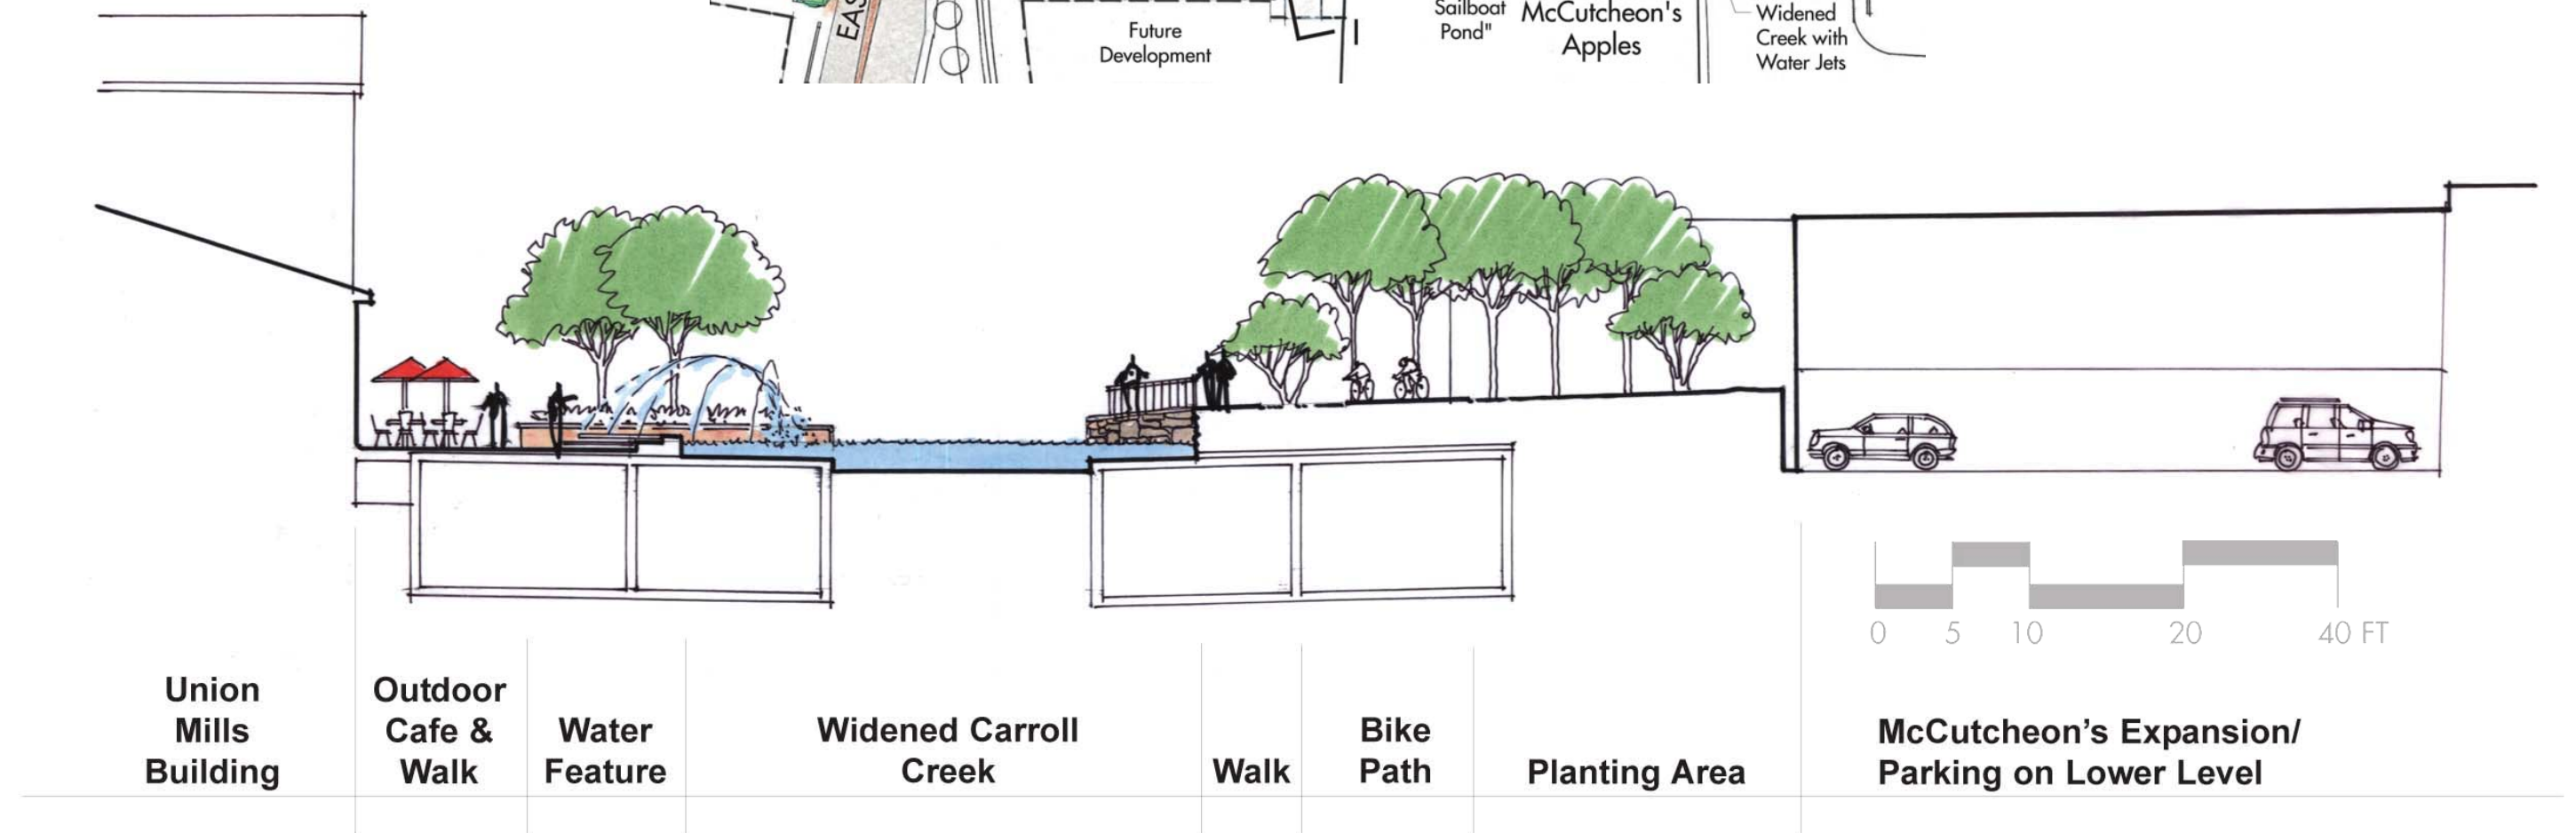 EAS
Future
Development
Sailboat
Pond"
McCutcheon's
Apples
Widened
Creek with
Water Jets
0 5 10 20 40 FT
Union
Mills
Building
Outdoor
Cafe &
Walk
Water
Feature
Widened Carroll
Creek
Walk
Bike
Path
Planting Area
McCutcheon's Expansion/
Parking on Lower Level